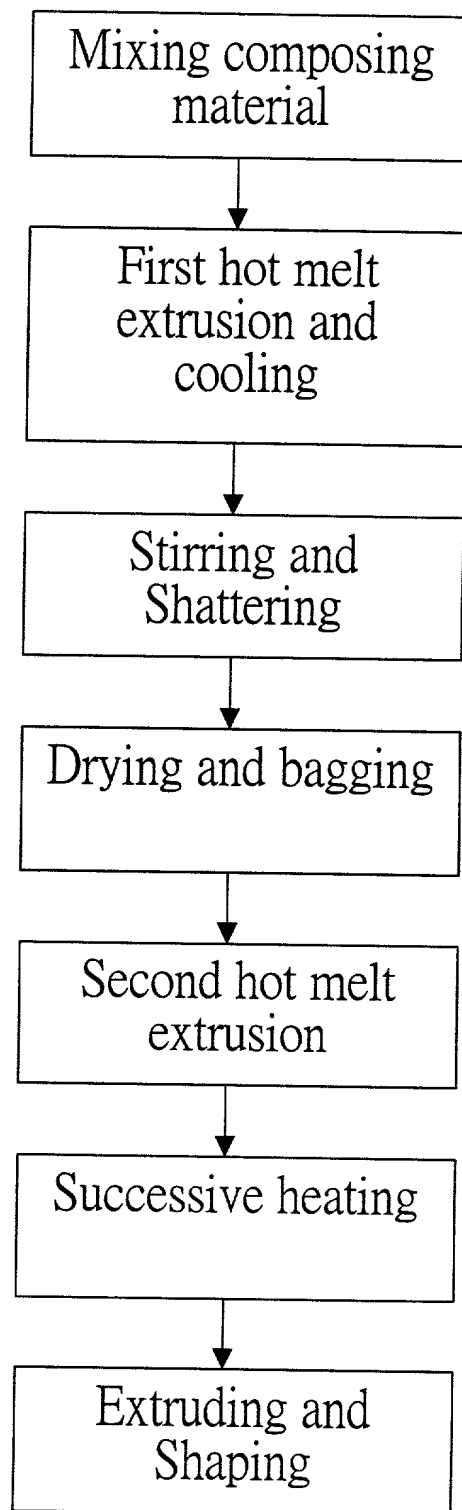 Mixing composing
material
First hot melt
extrusion and
cooling
Stirring and
Shattering
Drying and bagging
Second hot melt
extrusion
Successive heating
Extruding and
Shaping